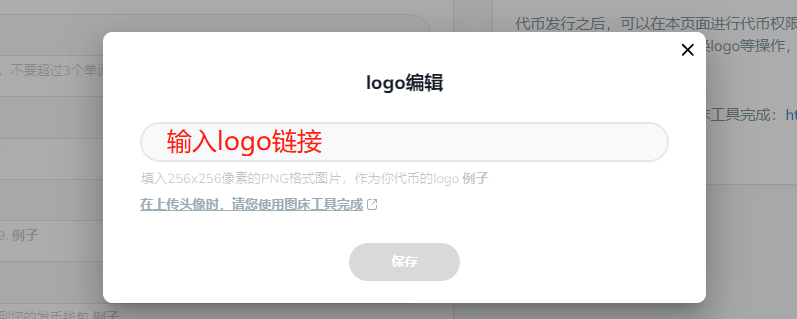 代币发行之后，可以在本页面进行代币权限
logo等操作，
不要超过3个单词
logo编辑
输入logo链接
床工具完成：
填入256x256像素的PNG格式图片，作为你代币的logo 例子
在上传头像时，请您使用图床工具完成
9. 例子
保存
到您的发币钱包 例子